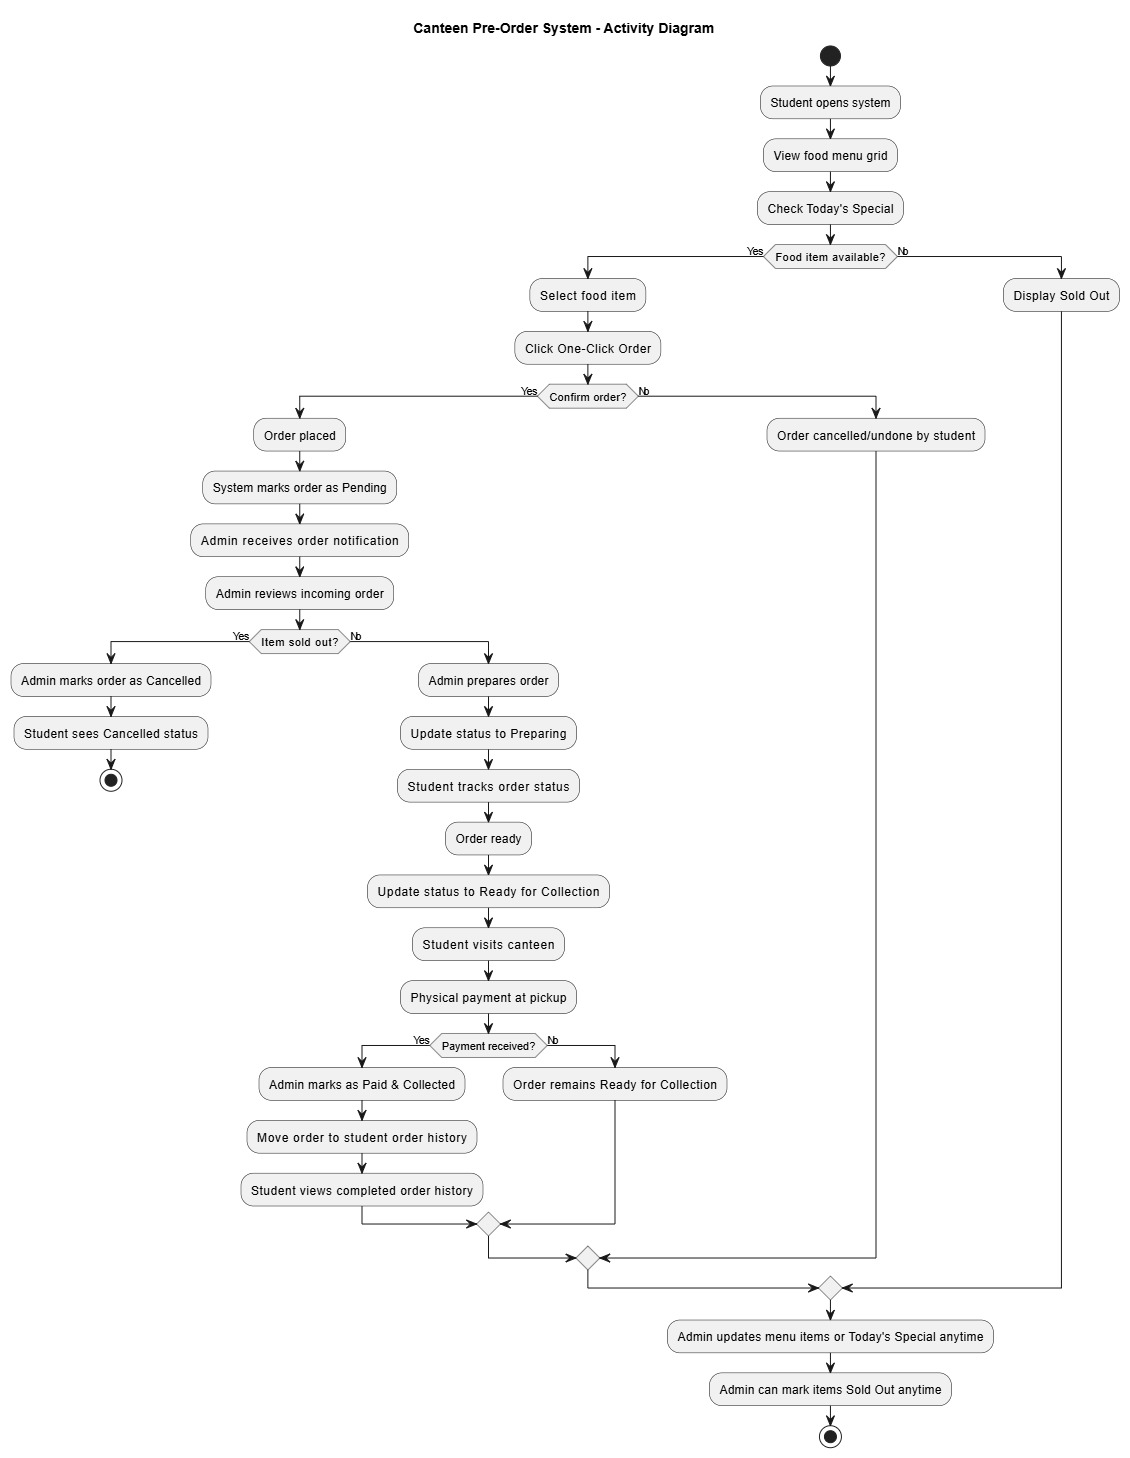 Canteen Pre-Order System - Activity Diagram
Student opens system
View food menu grid
Check Today's Special
Yes
Food item available?
No
Select food item
Display Sold Out
Click One-Click Order
Yes
Confirm order?
No
Order placed
Order cancelled/undone by student
System marks order as Pending
Admin receives order notification
Admin reviews incoming order
Yes
Item sold out?
No
Admin marks order as Cancelled
Admin prepares order
Student sees Cancelled status
Update status to Preparing
Student tracks order status
Order ready
Update status to Ready for Collection
Student visits canteen
Physical payment at pickup
Yes
Payment received?
No
Admin marks as Paid & Collected
Order remains Ready for Collection
Move order to student order history
Student views completed order history
Admin updates menu items or Today's Special anytime
Admin can mark items Sold Out anytime